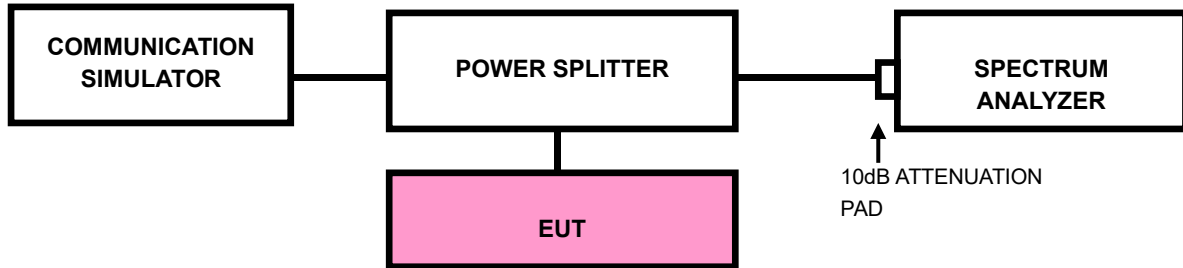 COMMUNICATION
SIMULATOR
POWER SPLITTER
SPECTRUM
ANALYZER
10dB ATTENUATION
PAD
EUT